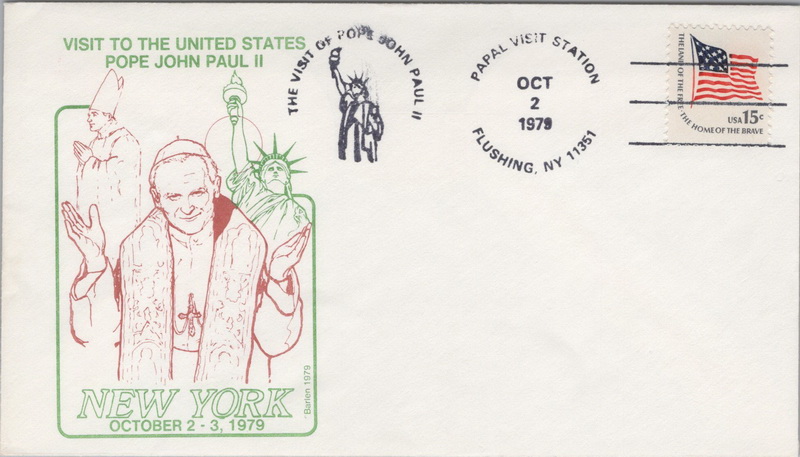 VISIT TO THE UNITED STATES
POPE JOHN PAUL II
NEW YORK
OCTOBER 2 - 3, 1979
Barlen 1979
THE VISIT OF POPE JOHN PAUL II
PAPAL VISIT STATION
OCT
2
1979
FLUSHING, NY 11351
THE LAND OF THE FREE · THE HOME OF THE BRAVE
USA 15c